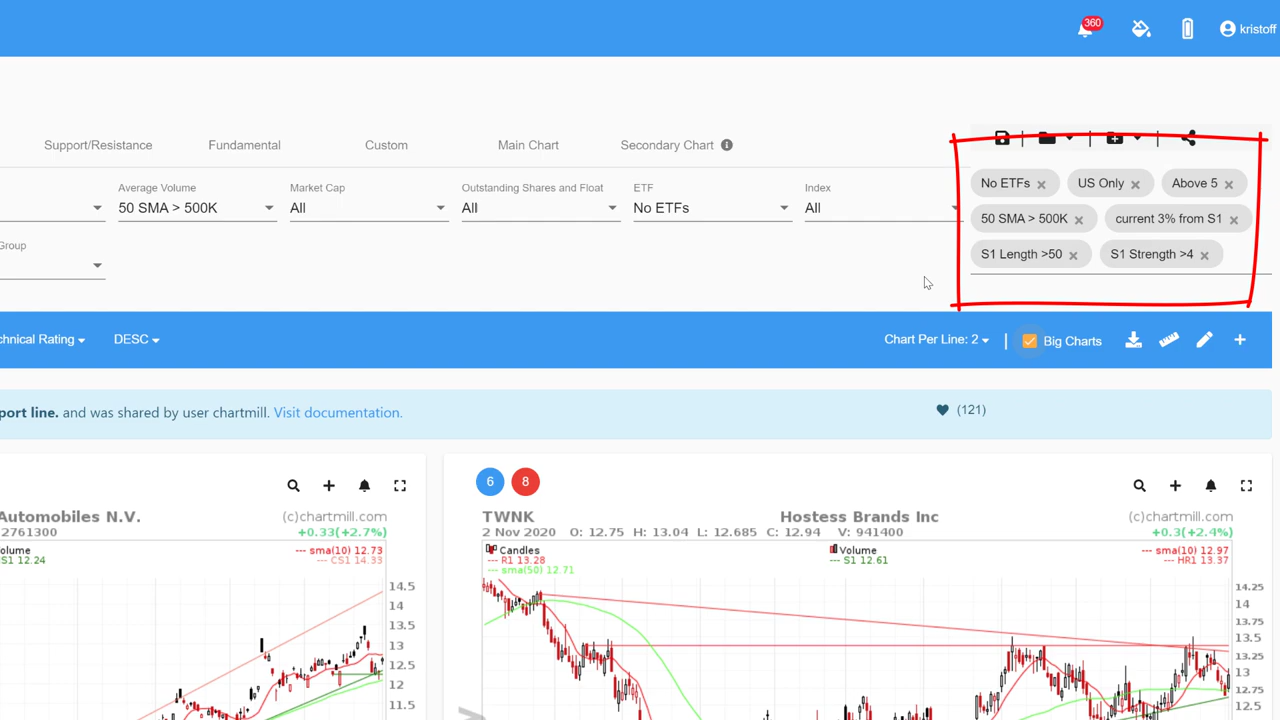 360
kristoff
Support/Resistance
Fundamental
Custom
Main Chart
Secondary Chart
Average Volume
50 SMA > 500K
Market Cap
All
Outstanding Shares and Float
All
ETF
No ETFs
Index
All
Group
No ETFs ×
US Only ×
Above 5 ×
50 SMA > 500K ×
current 3% from S1 ×
S1 Length >50 ×
S1 Strength >4 ×
chnical Rating
DESC
Chart Per Line: 2
Big Charts
port line. and was shared by user chartmill. Visit documentation.
(121)
Automobiles N.V.
(c)chartmill.com
2761300
+0.33(+2.7%)
olume
--- sma(10) 12.73
S1 12.24
--- CS1 14.33
14.5
14
13.5
13
12.5
12
11.5
6
8
TWNK
Hostess Brands Inc
(c)chartmill.com
2 Nov 2020 O: 12.75 H: 13.04 L: 12.685 C: 12.94 V: 941400
+0.3(+2.4%)
Candles
Volume
--- sma(10) 12.97
--- R1 13.28
--- S1 12.61
--- HR1 13.37
--- sma(50) 12.71
14.25
14
13.75
13.5
13.25
13
12.75
12.5